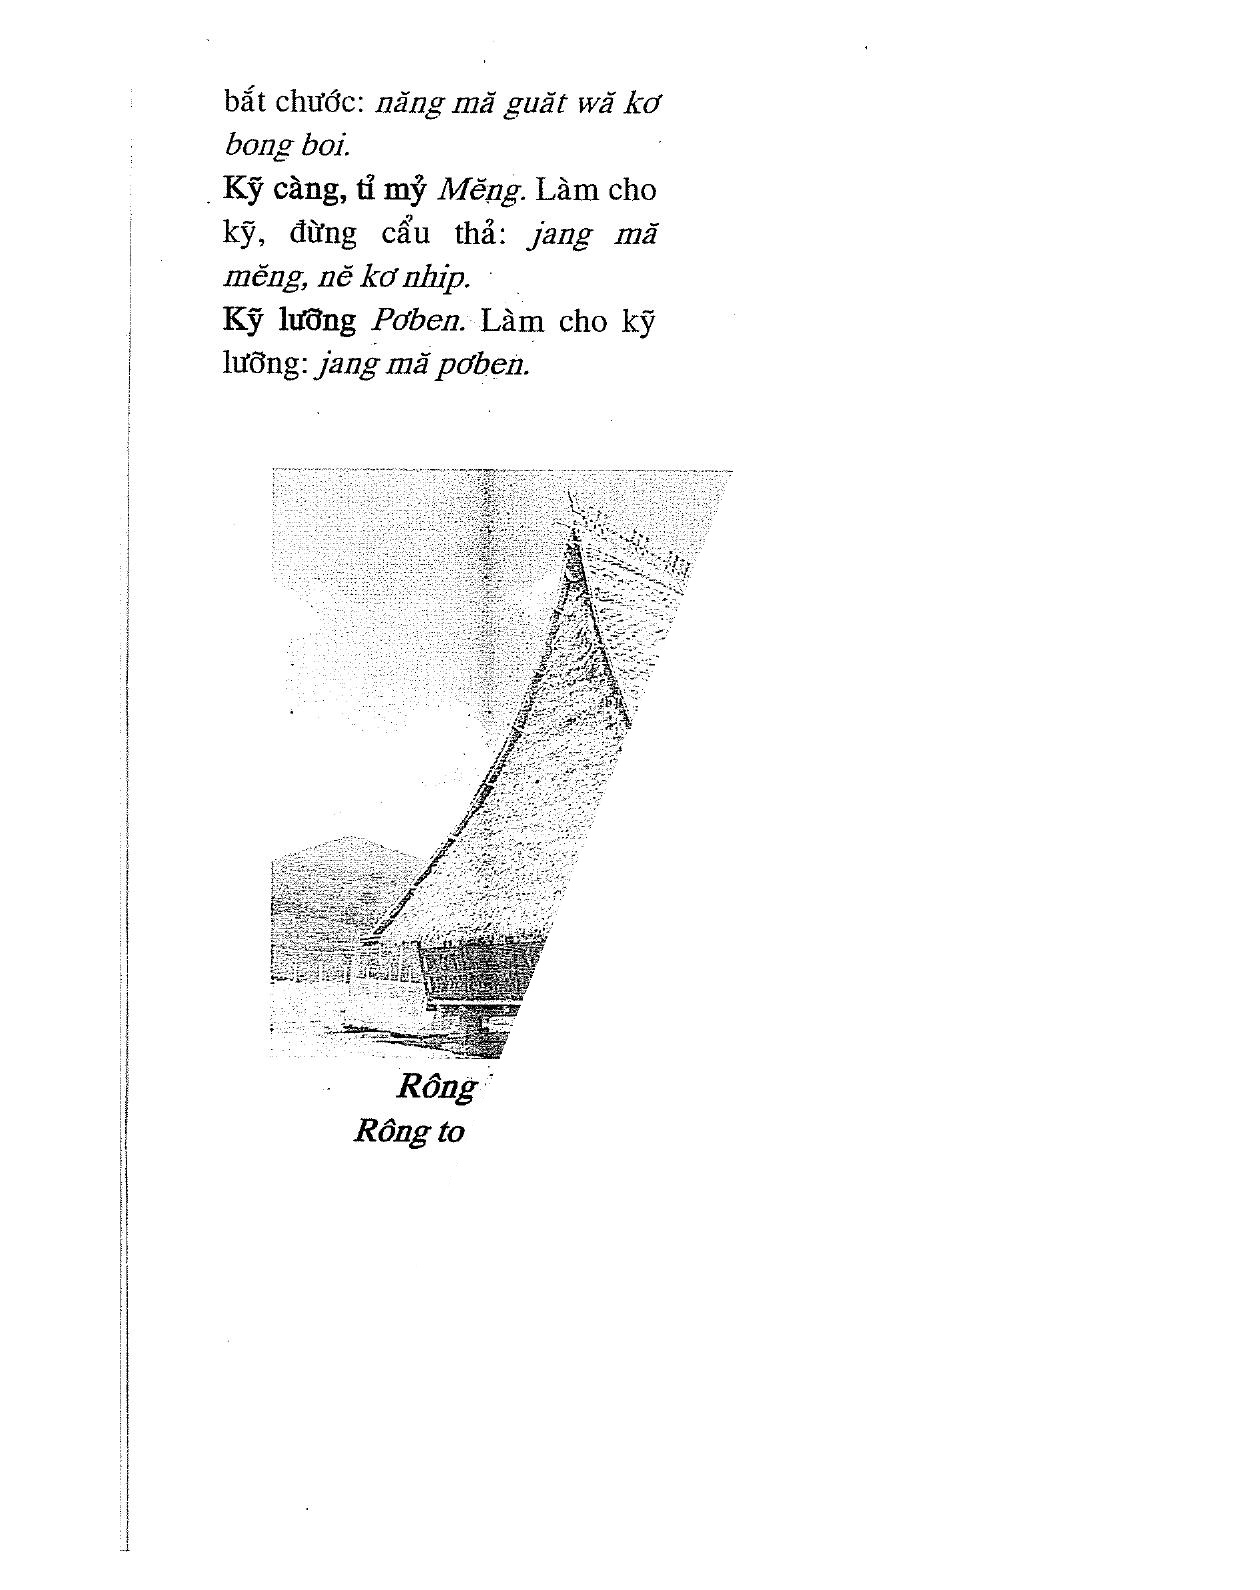 bắt chước: năng mă guăt wă kơ
bong boi.
Kỹ càng, tỉ mỷ Mĕng. Làm cho
kỹ, đừng cẩu thả: jang mă
mĕng, nĕ kơ nhip.
Kỹ lưỡng Pơben. Làm cho kỹ
lưỡng: jang mă pơben.
Rông
Rông to